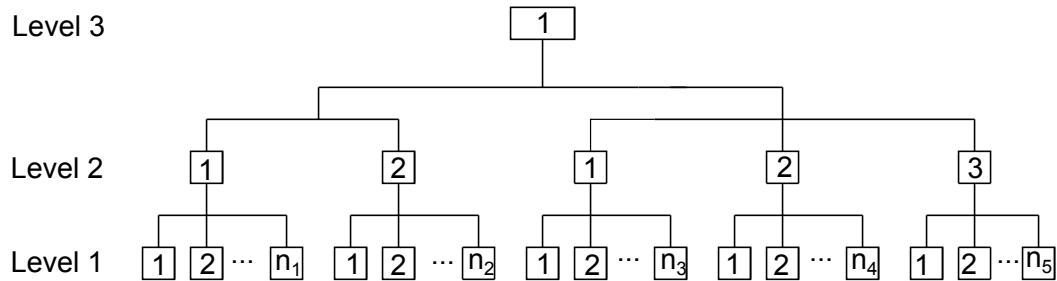 Level 3 1
Level 2 1 2 1 2 3
Level 1 1 2 ... n₁ 1 2 ... n₂ 1 2 ... n₃ 1 2 ... n₄ 1 2 ... n₅